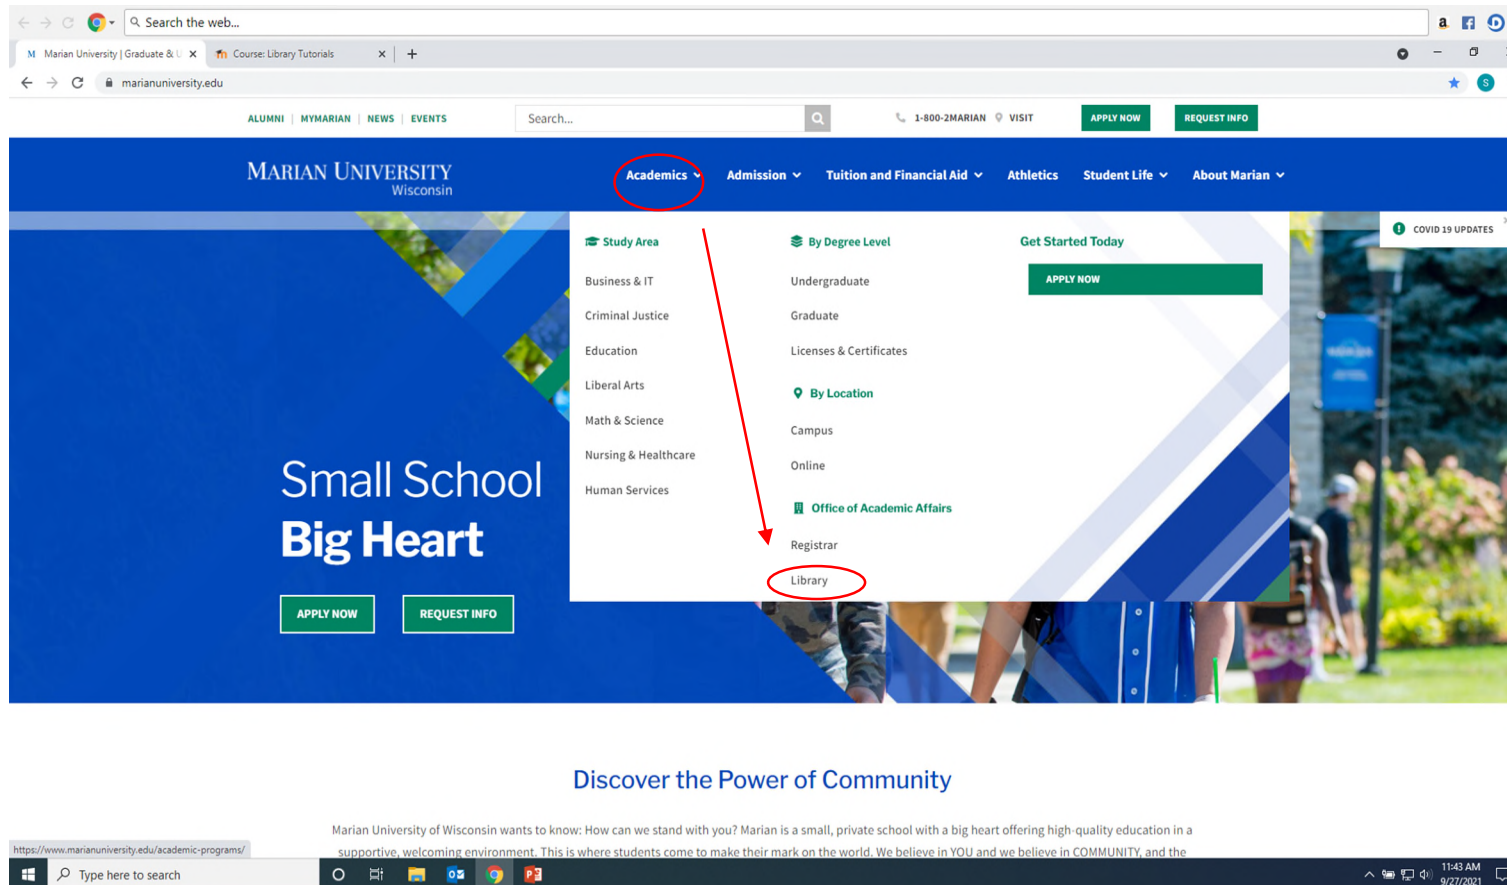 Search the web...
Marian University | Graduate & U
Course: Library Tutorials
marianuniversity.edu
ALUMNI | MYMARIAN | NEWS | EVENTS
Search...
1-800-2MARIAN VISIT
APPLY NOW
REQUEST INFO
MARIAN UNIVERSITY
Wisconsin
Academics
Admission
Tuition and Financial Aid
Athletics
Student Life
About Marian
COVID 19 UPDATES
Study Area
Business & IT
Criminal Justice
Education
Liberal Arts
Math & Science
Nursing & Healthcare
Human Services
By Degree Level
Undergraduate
Graduate
Licenses & Certificates
By Location
Campus
Online
Office of Academic Affairs
Registrar
Library
Get Started Today
APPLY NOW
Small School
Big Heart
APPLY NOW
REQUEST INFO
Discover the Power of Community
Marian University of Wisconsin wants to know: How can we stand with you? Marian is a small, private school with a big heart offering high-quality education in a
supportive, welcoming environment. This is where students come to make their mark on the world. We believe in YOU and we believe in COMMUNITY, and the
https://www.marianuniversity.edu/academic-programs/
Type here to search
11:43 AM
9/27/2021